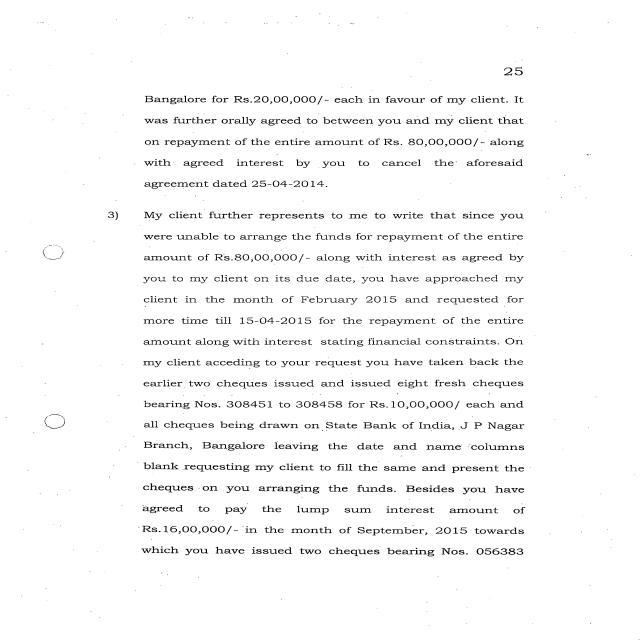 25
Bangalore for Rs.20,00,000/- each in favour of my client. It
was further orally agreed to between you and my client that
on repayment of the entire amount of Rs. 80,00,000/- along
with agreed interest by you to cancel the aforesaid
agreement dated 25-04-2014.
3) My client further represents to me to write that since you
were unable to arrange the funds for repayment of the entire
amount of Rs.80,00,000/- along with interest as agreed by
you to my client on its due date, you have approached my
client in the month of February 2015 and requested for
more time till 15-04-2015 for the repayment of the entire
amount along with interest stating financial constraints. On
my client acceding to your request you have taken back the
earlier two cheques issued and issued eight fresh cheques
bearing Nos. 308451 to 308458 for Rs.10,00,000/ each and
all cheques being drawn on State Bank of India, J P Nagar
Branch, Bangalore leaving the date and name columns
blank requesting my client to fill the same and present the
cheques on you arranging the funds. Besides you have
agreed to pay the lump sum interest amount of
Rs.16,00,000/- in the month of September, 2015 towards
which you have issued two cheques bearing Nos. 056383